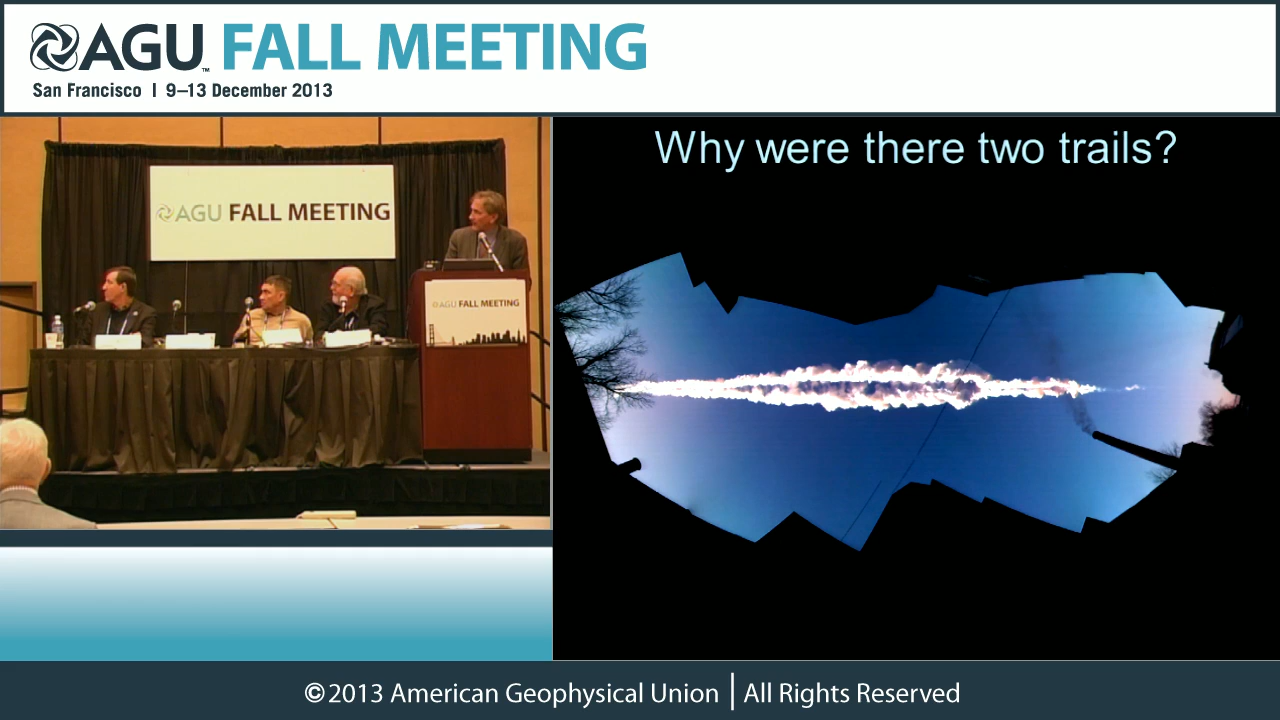 AGU™ FALL MEETING
San Francisco | 9–13 December 2013
Why were there two trails?
AGU FALL MEETING
AGU FALL MEETING
©2013 American Geophysical Union | All Rights Reserved